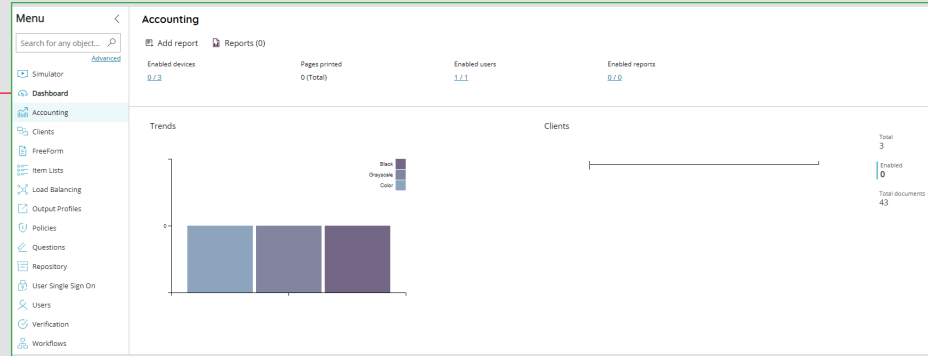 Menu
Search for any object...
Advanced
Simulator
Dashboard
Accounting
Clients
FreeForm
Item Lists
Load Balancing
Output Profiles
Policies
Questions
Repository
User Single Sign On
Users
Verification
Workflows
Accounting
Add report Reports (0)
Enabled devices Pages printed Enabled users Enabled reports
0 / 3 0 (Total) 1 / 1 0 / 0
Trends
Black
Grayscale
Color
0
Clients
Total
3
Enabled
0
Total documents
43